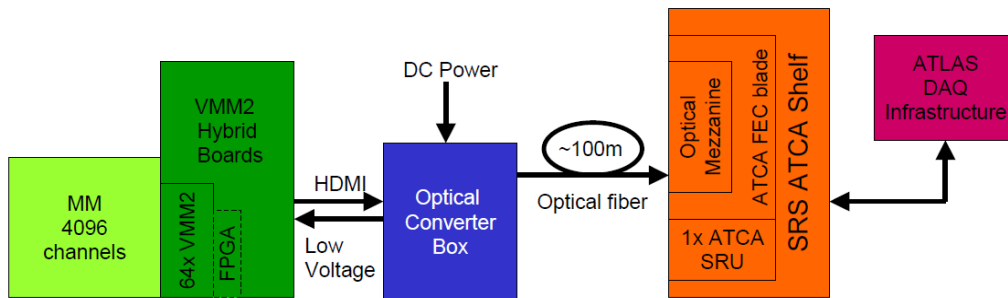 MM
4096
channels
VMM2
Hybrid
Boards
64x VMM2
FPGA
HDMI
Low
Voltage
DC Power
Optical
Converter
Box
~100m
Optical fiber
Optical
Mezzanine
ATCA FEC blade
1x ATCA
SRU
SRS ATCA Shelf
ATLAS
DAQ
Infrastructure